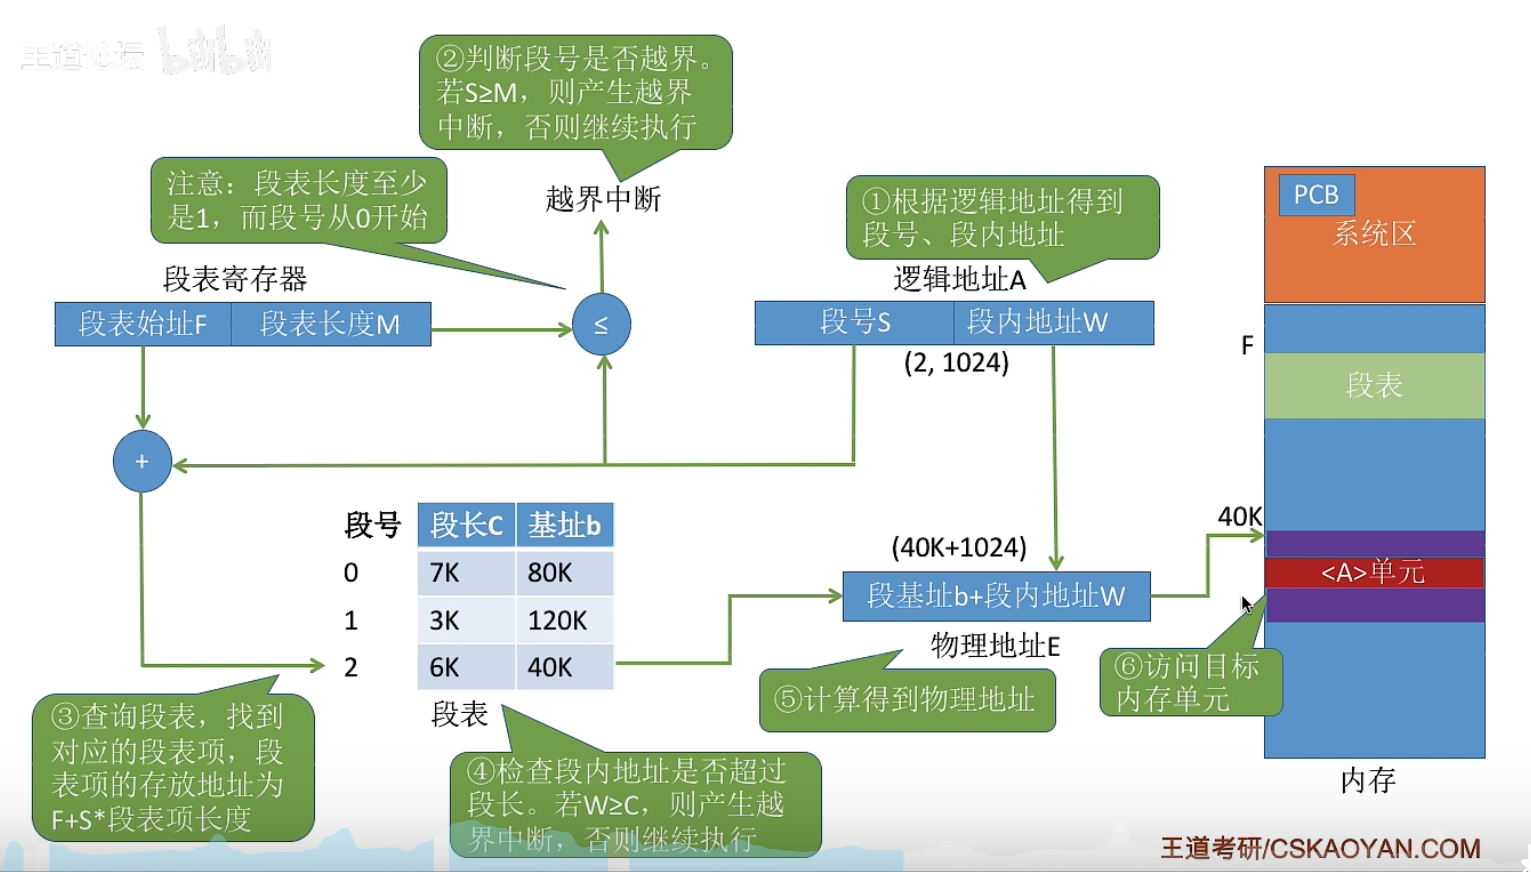 王道论坛 bilibili
②判断段号是否越界。
若S≥M，则产生越界
中断，否则继续执行
注意：段表长度至少
是1，而段号从0开始
越界中断
①根据逻辑地址得到
段号、段内地址
PCB
系统区
段表寄存器
逻辑地址A
段表始址F
段表长度M
≤
段号S
段内地址W
(2, 1024)
F
段表
+
段号
段长C
基址b
0
7K
80K
1
3K
120K
2
6K
40K
段表
(40K+1024)
段基址b+段内地址W
物理地址E
40K
<A>单元
③查询段表，找到
对应的段表项，段
表项的存放地址为
F+S*段表项长度
④检查段内地址是否超过
段长。若W≥C，则产生越
界中断，否则继续执行
⑤计算得到物理地址
⑥访问目标
内存单元
内存
王道考研/CSKAOYAN.COM